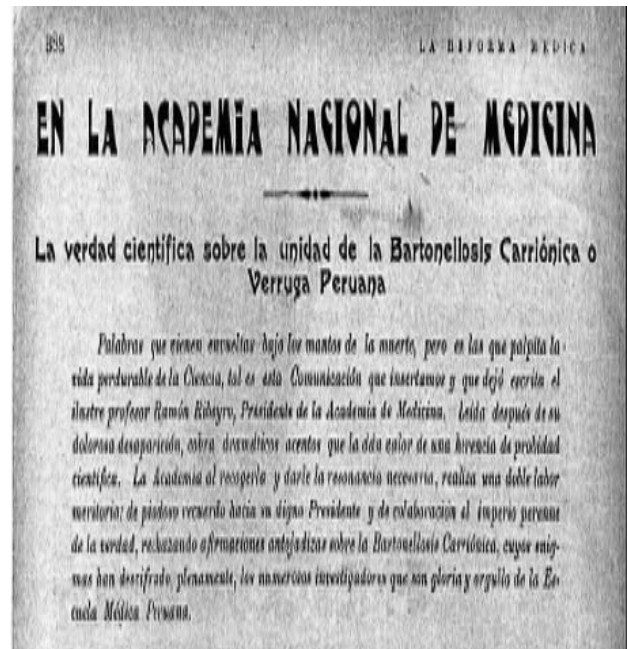 LA REFORMA MEDICA
EN LA ACADEMIA NACIONAL DE MEDICINA
La verdad científica sobre la unidad de la Bartonellosis Carriónica o
Verruga Peruana
Palabras que vienen envueltas bajo los mantos de la muerte, pero en las que palpita la
vida perdurable de la Ciencia, tal es esta Comunicación que insertamos y que dejó escrita el
ilustre profesor Ramón Ribeyro, Presidente de la Academia de Medicina. Leída después de su
dolorosa desaparición, cobra dramáticos acentos que la dán calor de una herencia de probidad
científica. La Academia al recogerla y darle la resonancia necesaria, realiza una doble labor
meritoria: de piadoso recuerdo hacia su digno Presidente y de colaboración al imperio perenne
de la verdad, rechazando afirmaciones antojadizas sobre la Bartonellosis Carriónica, cuyos enig-
mas han descifrado, plenamente, los numerosos investigadores que son gloria y orgullo de la Es-
cuela Médica Peruana.